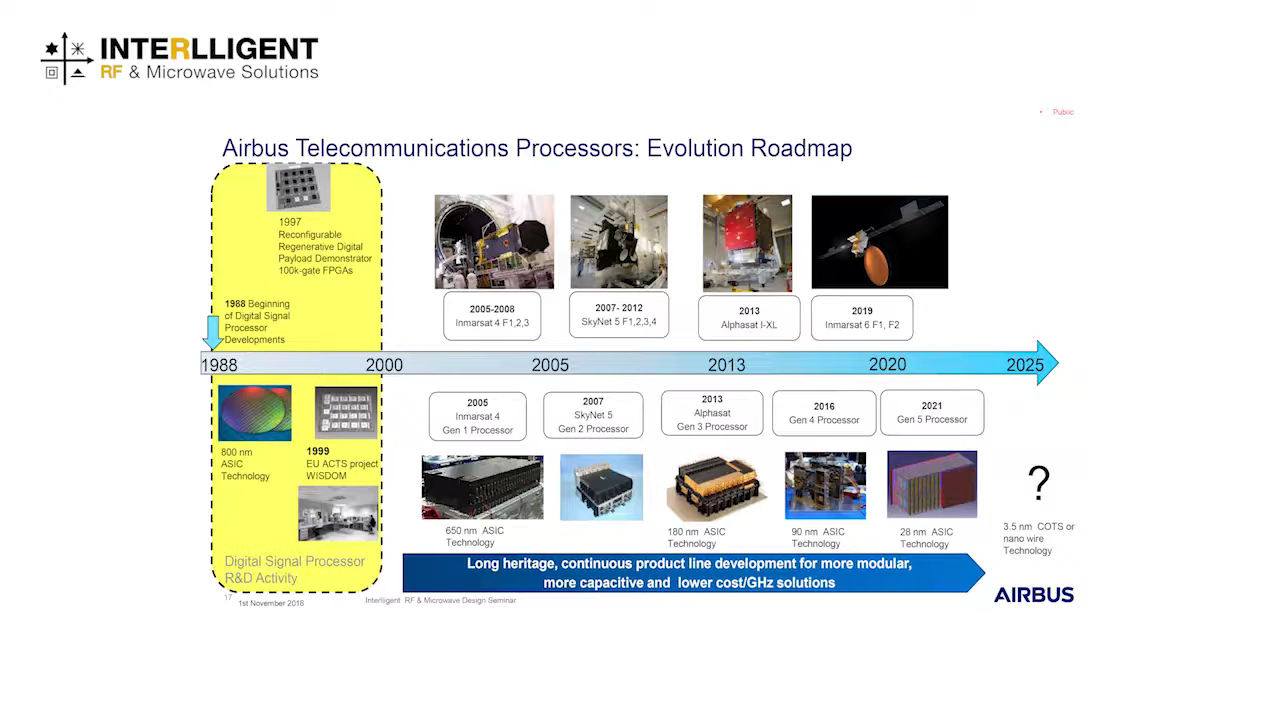 INTERLLIGENT
RF & Microwave Solutions
• Public
Airbus Telecommunications Processors: Evolution Roadmap
1997
Reconfigurable
Regenerative Digital
Payload Demonstrator
100k-gate FPGAs
1988 Beginning
of Digital Signal
Processor
Developments
2005-2008
Inmarsat 4 F1,2,3
2007- 2012
SkyNet 5 F1,2,3,4
2013
Alphasat I-XL
2019
Inmarsat 6 F1, F2
1988
2000
2005
2013
2020
2025
2005
Inmarsat 4
Gen 1 Processor
2007
SkyNet 5
Gen 2 Processor
2013
Alphasat
Gen 3 Processor
2016
Gen 4 Processor
2021
Gen 5 Processor
800 nm
ASIC
Technology
1999
EU ACTS project
WISDOM
650 nm ASIC
Technology
180 nm ASIC
Technology
90 nm ASIC
Technology
28 nm ASIC
Technology
?
3.5 nm COTS or
nano wire
Technology
Digital Signal Processor
R&D Activity
Long heritage, continuous product line development for more modular,
more capacitive and lower cost/GHz solutions
AIRBUS
17
1st November 2018
Interlligent RF & Microwave Design Seminar